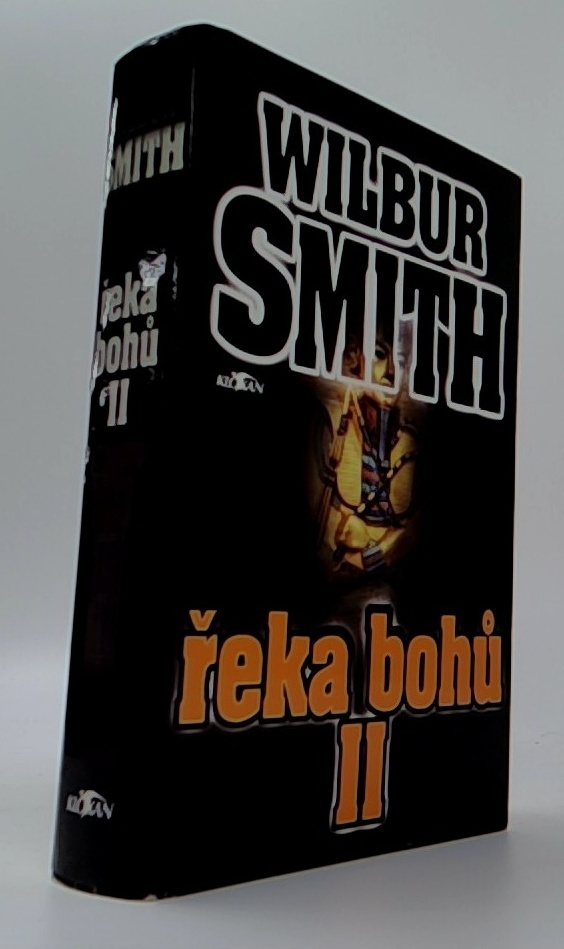 WILBUR
SMITH
KLOKAN
řeka bohů
II
SMITH
řeka
bohů
II
KLOKAN